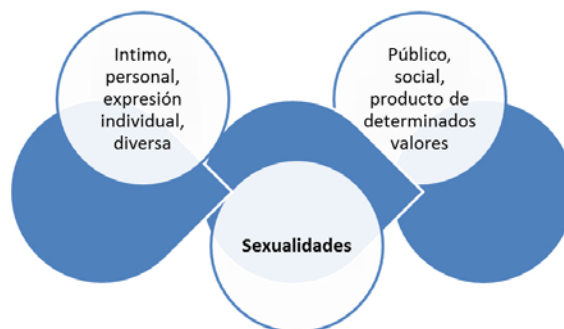 Intimo,
personal,
expresión
individual,
diversa
Público,
social,
producto de
determinados
valores
Sexualidades